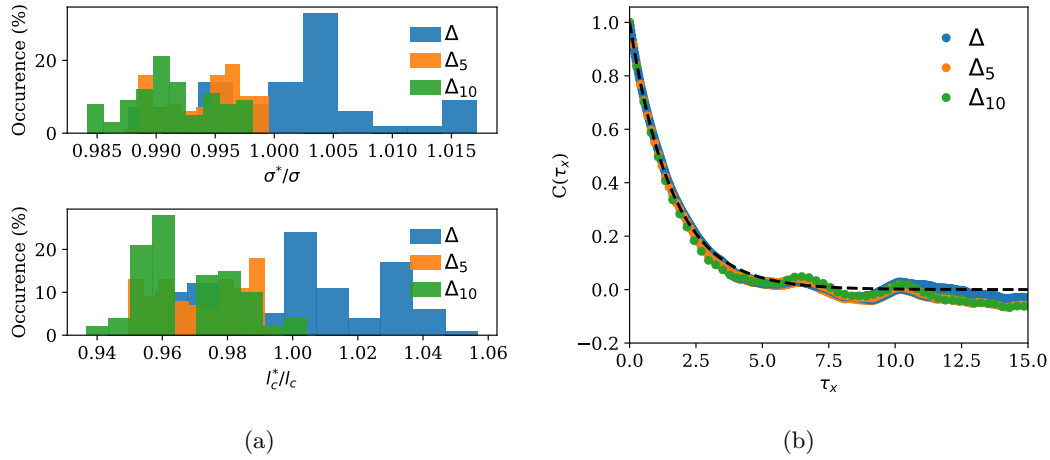 Occurence (%)
20
0
Δ
Δ₅
Δ₁₀
0.985 0.990 0.995 1.000 1.005 1.010 1.015
σ*/σ
Occurence (%)
20
10
0
Δ
Δ₅
Δ₁₀
0.94 0.96 0.98 1.00 1.02 1.04 1.06
l*c/lc
(a)
C(τₓ)
1.0
0.8
0.6
0.4
0.2
0.0
−0.2
Δ
Δ₅
Δ₁₀
0.0 2.5 5.0 7.5 10.0 12.5 15.0
τₓ
(b)